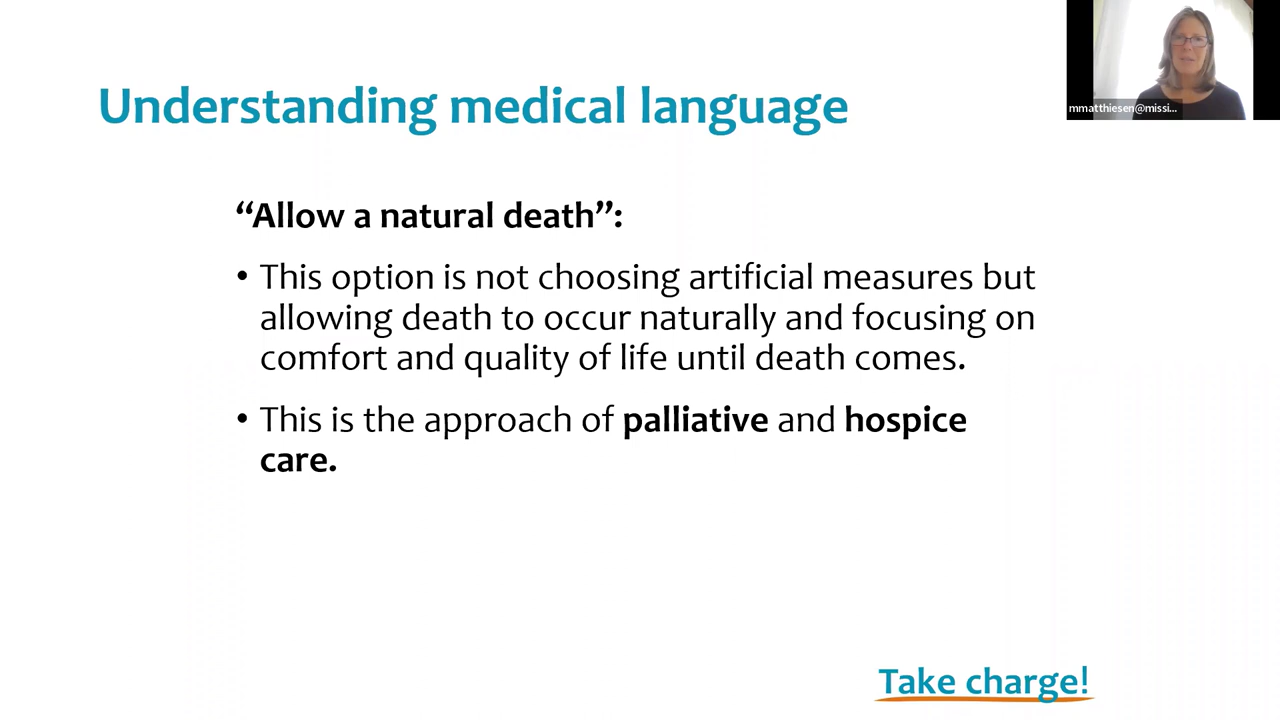 Understanding medical language
mmatthiesen@missi...
“Allow a natural death”:
• This option is not choosing artificial measures but
allowing death to occur naturally and focusing on
comfort and quality of life until death comes.
• This is the approach of palliative and hospice
care.
Take charge!